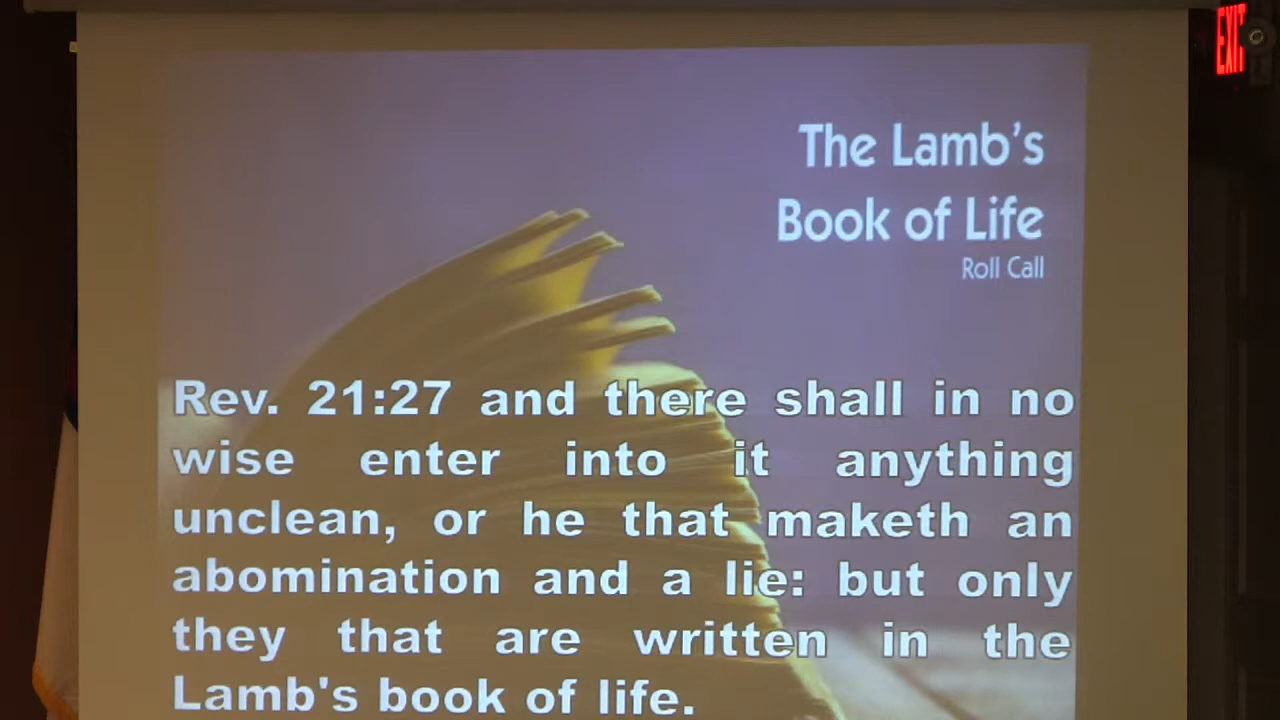 EXIT
The Lamb's
Book of Life
Roll Call
Rev. 21:27 and there shall in no
wise enter into it anything
unclean, or he that maketh an
abomination and a lie: but only
they that are written in the
Lamb's book of life.